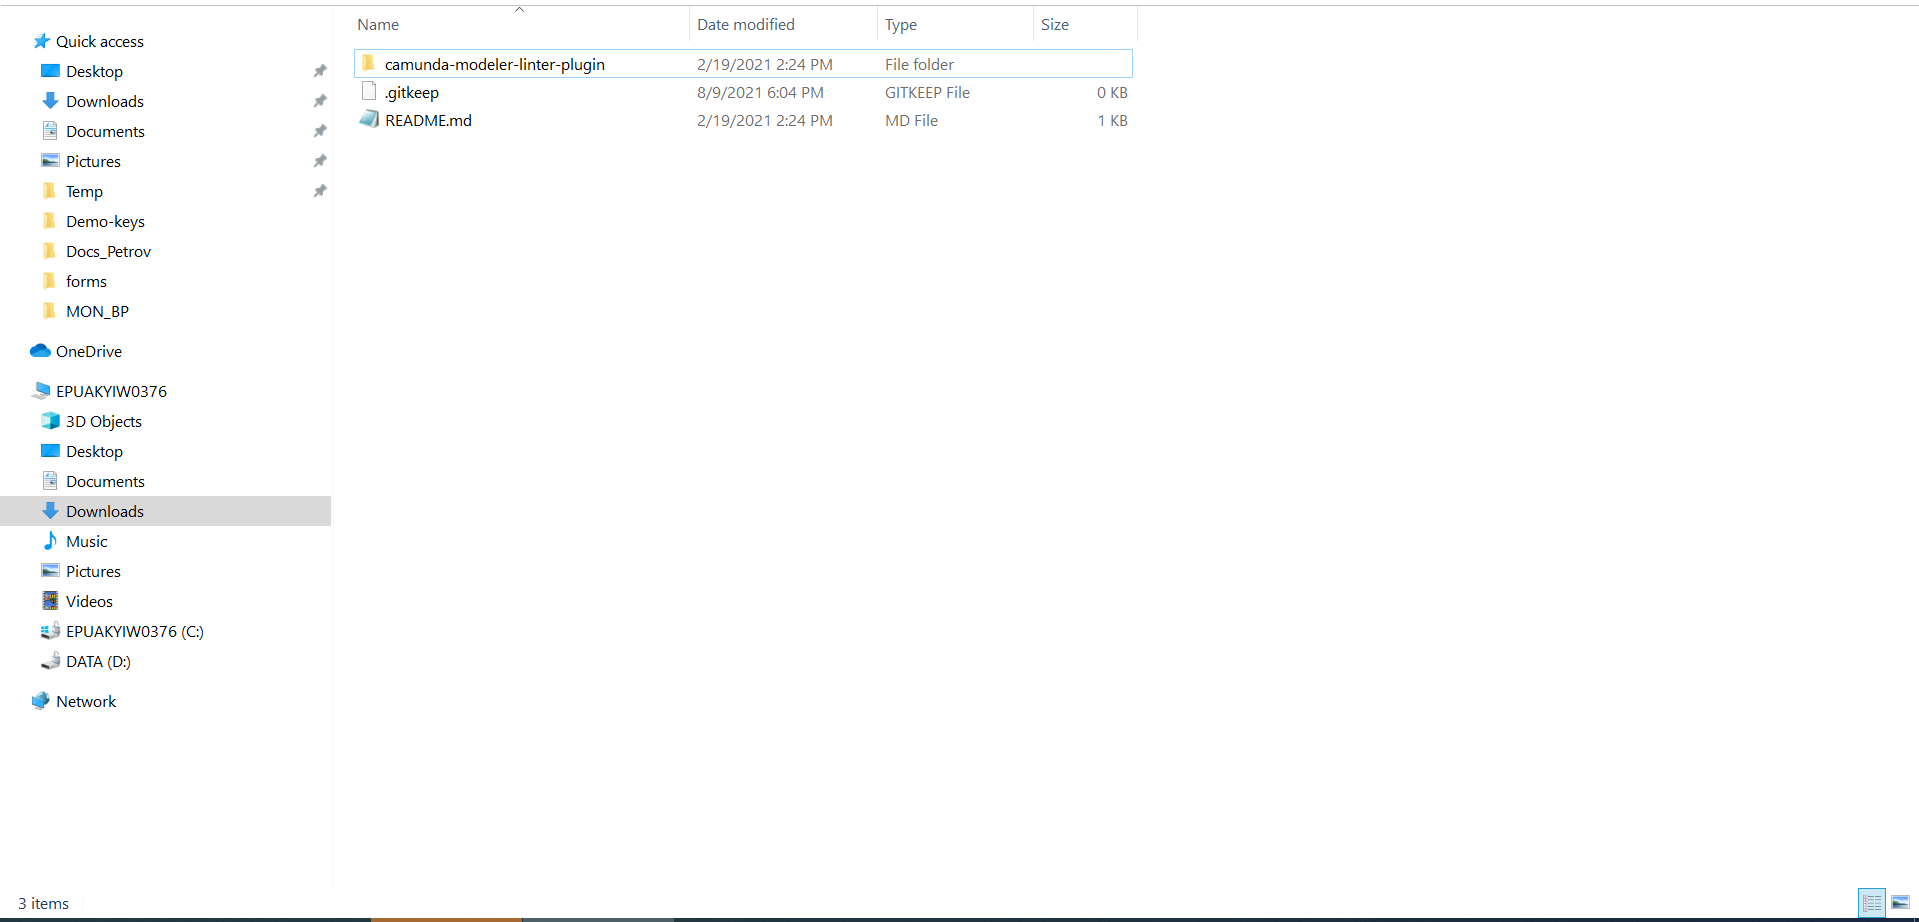 Name Date modified Type Size
Quick access
Desktop
Downloads
Documents
Pictures
Temp
Demo-keys
Docs_Petrov
forms
MON_BP
OneDrive
EPUAKYIW0376
3D Objects
Desktop
Documents
Downloads
Music
Pictures
Videos
EPUAKYIW0376 (C:)
DATA (D:)
Network
camunda-modeler-linter-plugin 2/19/2021 2:24 PM File folder
.gitkeep 8/9/2021 6:04 PM GITKEEP File 0 KB
README.md 2/19/2021 2:24 PM MD File 1 KB
3 items